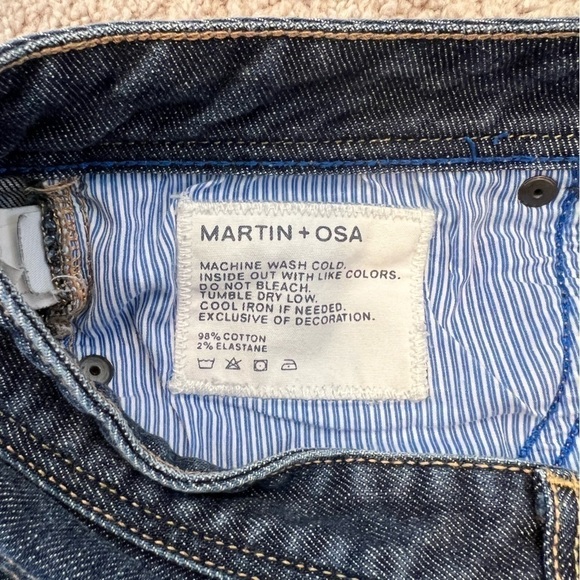 MARTIN + OSA
MACHINE WASH COLD.
INSIDE OUT WITH LIKE COLORS.
DO NOT BLEACH.
TUMBLE DRY LOW.
COOL IRON IF NEEDED.
EXCLUSIVE OF DECORATION.
98% COTTON
2% ELASTANE